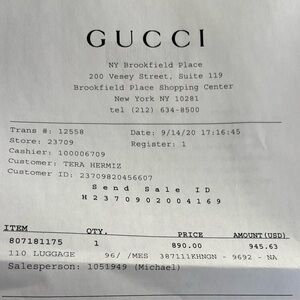 GUCCI
NY Brookfield Place
200 Vesey Street, Suite 119
Brookfield Place Shopping Center
New York NY 10281
tel (212) 634-8500
Trans #: 12558 Date: 9/14/20 17:16:45
Store: 23709 Register: 1
Cashier: 100006709
Customer: TERA HERMIZ
Customer ID: 23709820456607
Send Sale ID
H2370902004169
ITEM QTY. PRICE AMOUNT(USD)
807181175 1 890.00 945.63
110 LUGGAGE 96/ /MES 387111KHNGN - 9692 - NA
Salesperson: 1051949 (Michael)